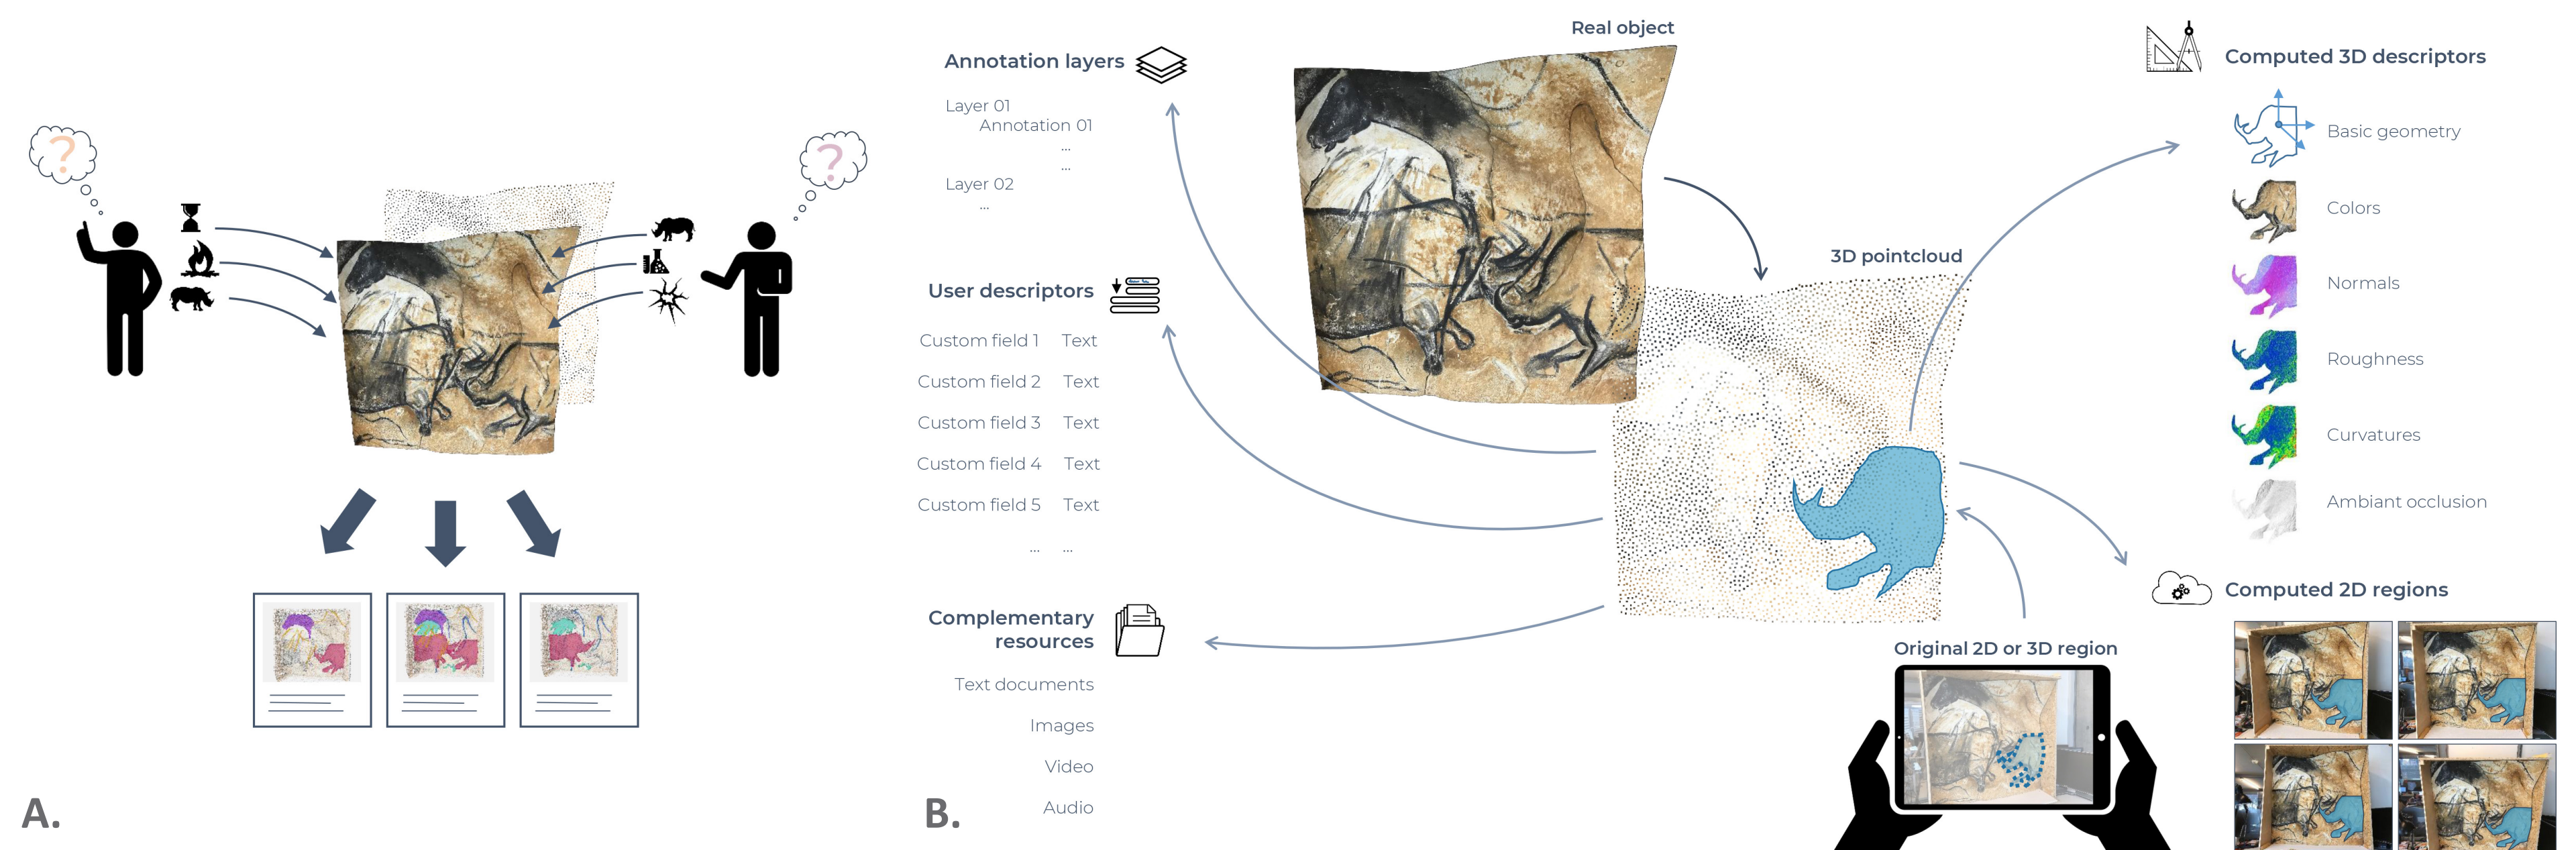 ?
?
A.
Annotation layers
Layer 01
Annotation 01
...
...
Layer 02
...
User descriptors
Custom field 1 Text
Custom field 2 Text
Custom field 3 Text
Custom field 4 Text
Custom field 5 Text
... ...
Complementary
resources
Text documents
Images
Video
Audio
B.
Real object
3D pointcloud
Original 2D or 3D region
Computed 3D descriptors
Basic geometry
Colors
Normals
Roughness
Curvatures
Ambiant occlusion
Computed 2D regions